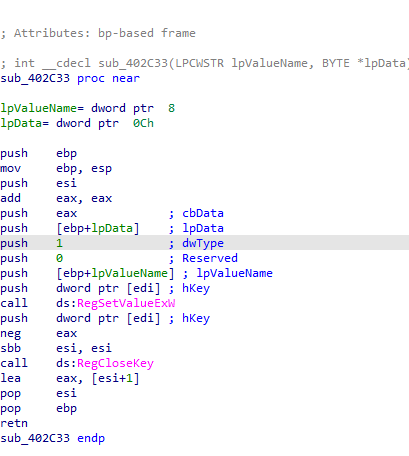 ; Attributes: bp-based frame
; int __cdecl sub_402C33(LPCWSTR lpValueName, BYTE *lpData)
sub_402C33 proc near
lpValueName= dword ptr  8
lpData= dword ptr  0Ch
push    ebp
mov     ebp, esp
push    esi
add     eax, eax
push    eax             ; cbData
push    [ebp+lpData]    ; lpData
push    1               ; dwType
push    0               ; Reserved
push    [ebp+lpValueName] ; lpValueName
push    dword ptr [edi] ; hKey
call    ds:RegSetValueExW
push    dword ptr [edi] ; hKey
neg     eax
sbb     esi, esi
call    ds:RegCloseKey
lea     eax, [esi+1]
pop     esi
pop     ebp
retn
sub_402C33 endp